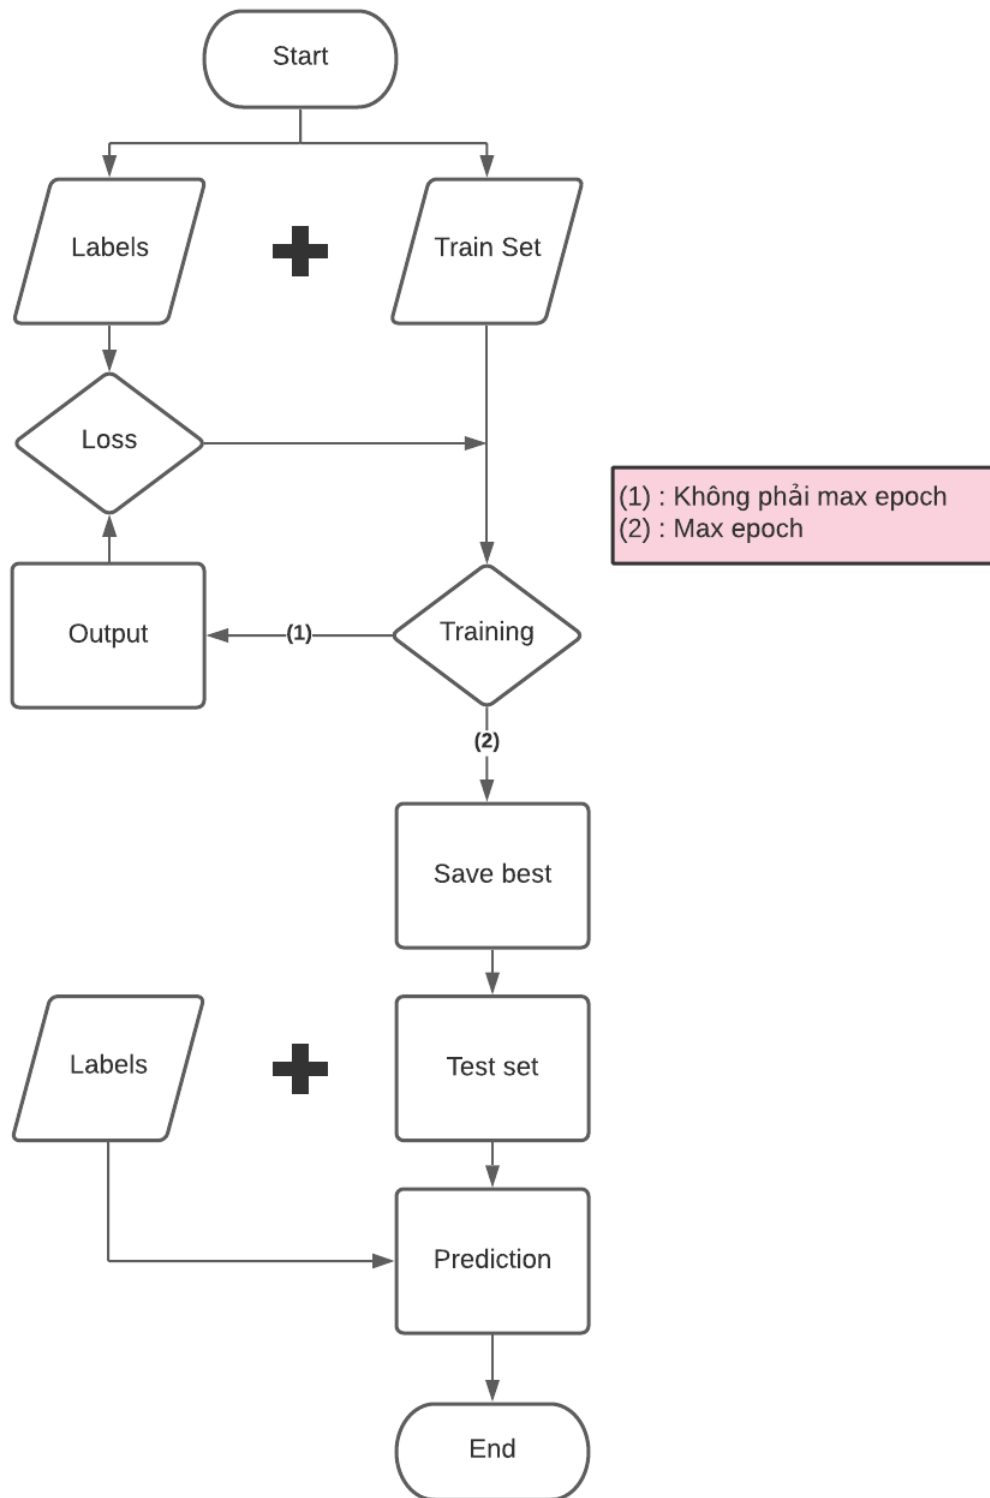 Start
Labels
Train Set
Loss
(1) : Không phải max epoch
(2) : Max epoch
Output
(1)
Training
(2)
Save best
Labels
Test set
Prediction
End